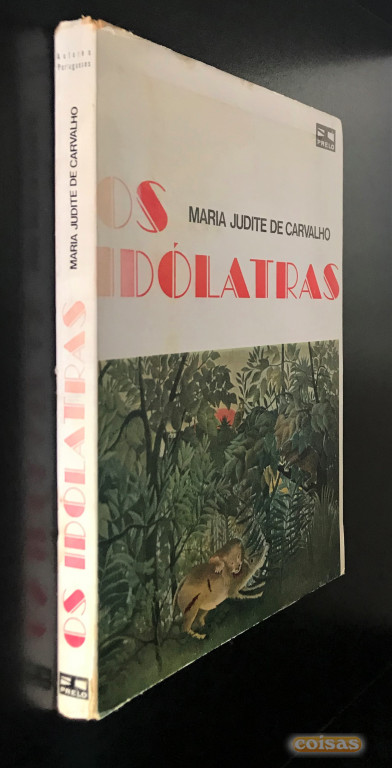 Autores
Portugueses
MARIA JUDITE DE CARVALHO
OS IDÓLATRAS
PRELO
PRELO
OS
MARIA JUDITE DE CARVALHO
IDÓLATRAS
coisas